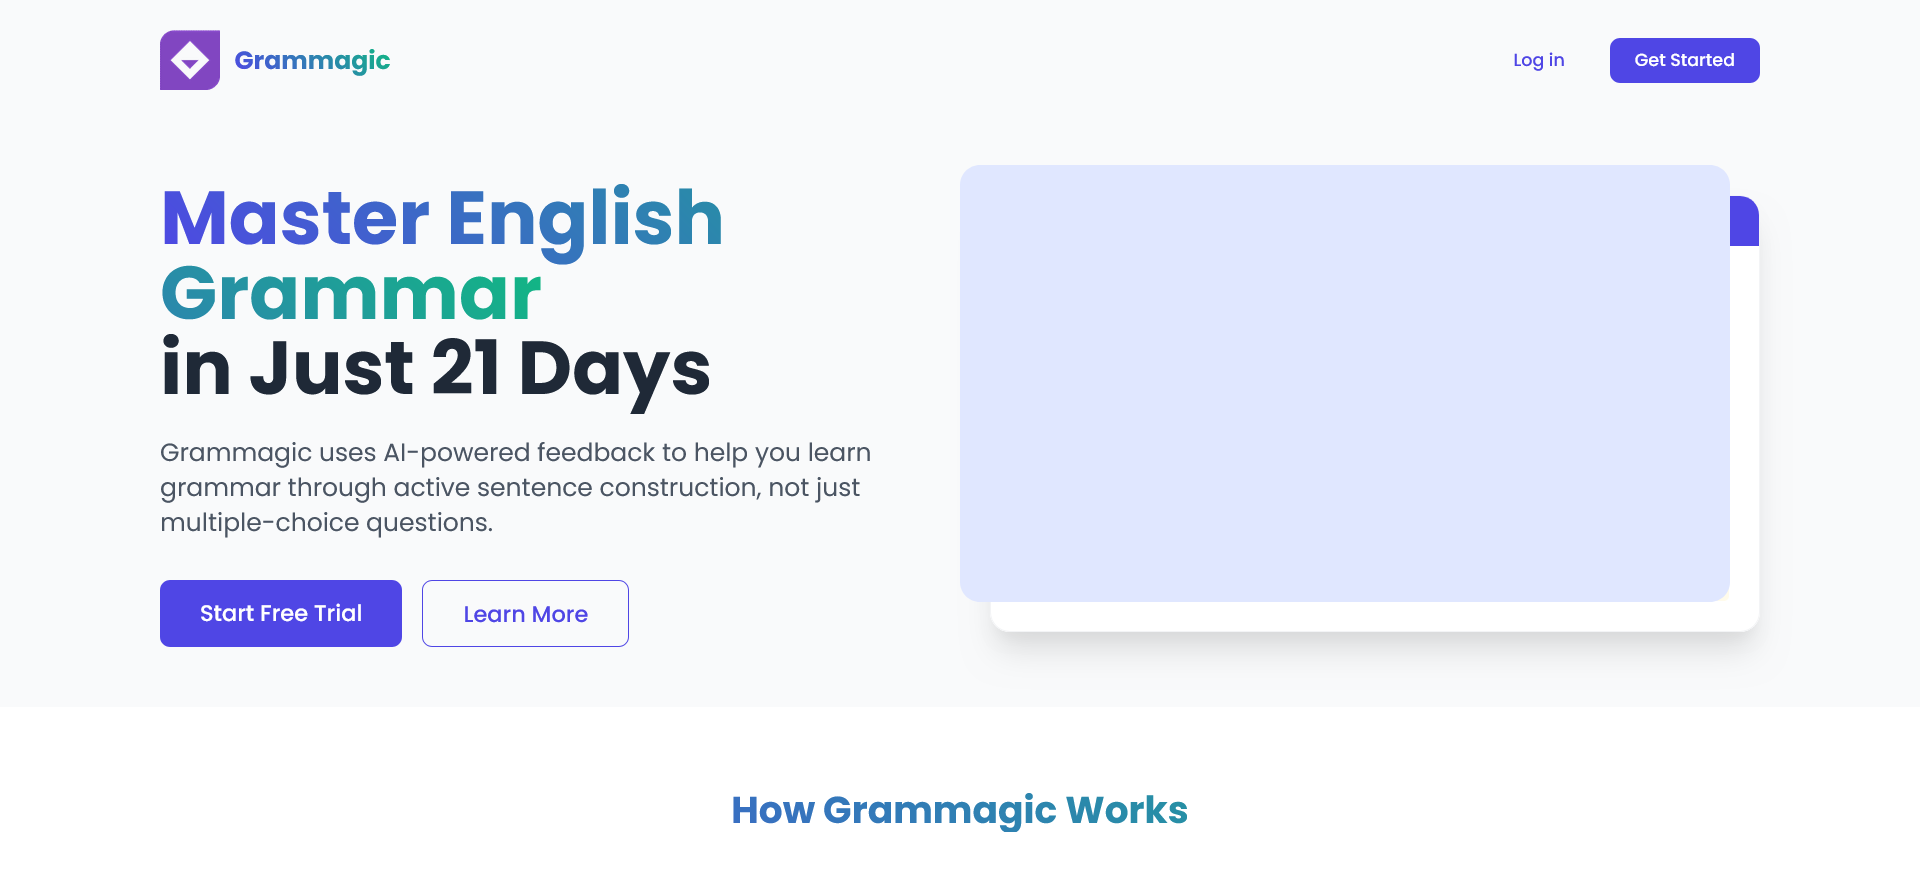 Grammagic
Log in
Get Started
Master English
Grammar
in Just 21 Days
Grammagic uses AI-powered feedback to help you learn
grammar through active sentence construction, not just
multiple-choice questions.
Start Free Trial
Learn More
How Grammagic Works